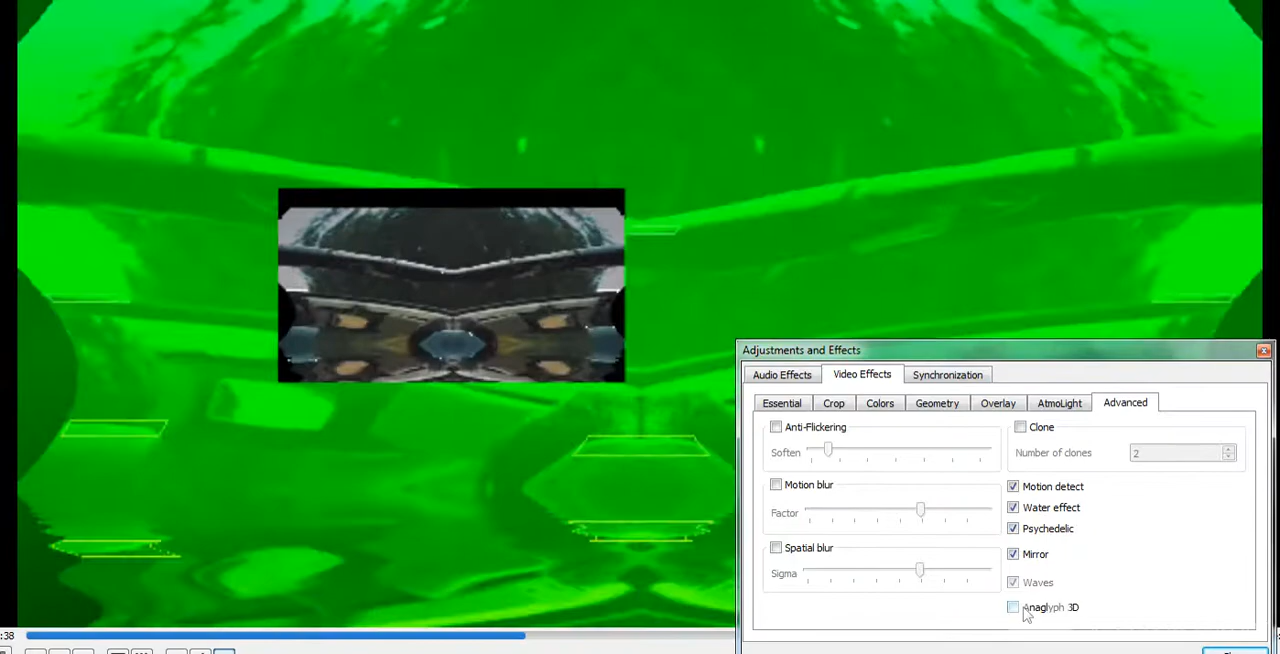 Adjustments and Effects
Audio Effects Video Effects Synchronization
Essential Crop Colors Geometry Overlay AtmoLight Advanced
Anti-Flickering Clone
Soften Number of clones 2
Motion blur Motion detect
Factor Water effect
Psychedelic
Spatial blur Mirror
Sigma Waves
Anaglyph 3D
:38